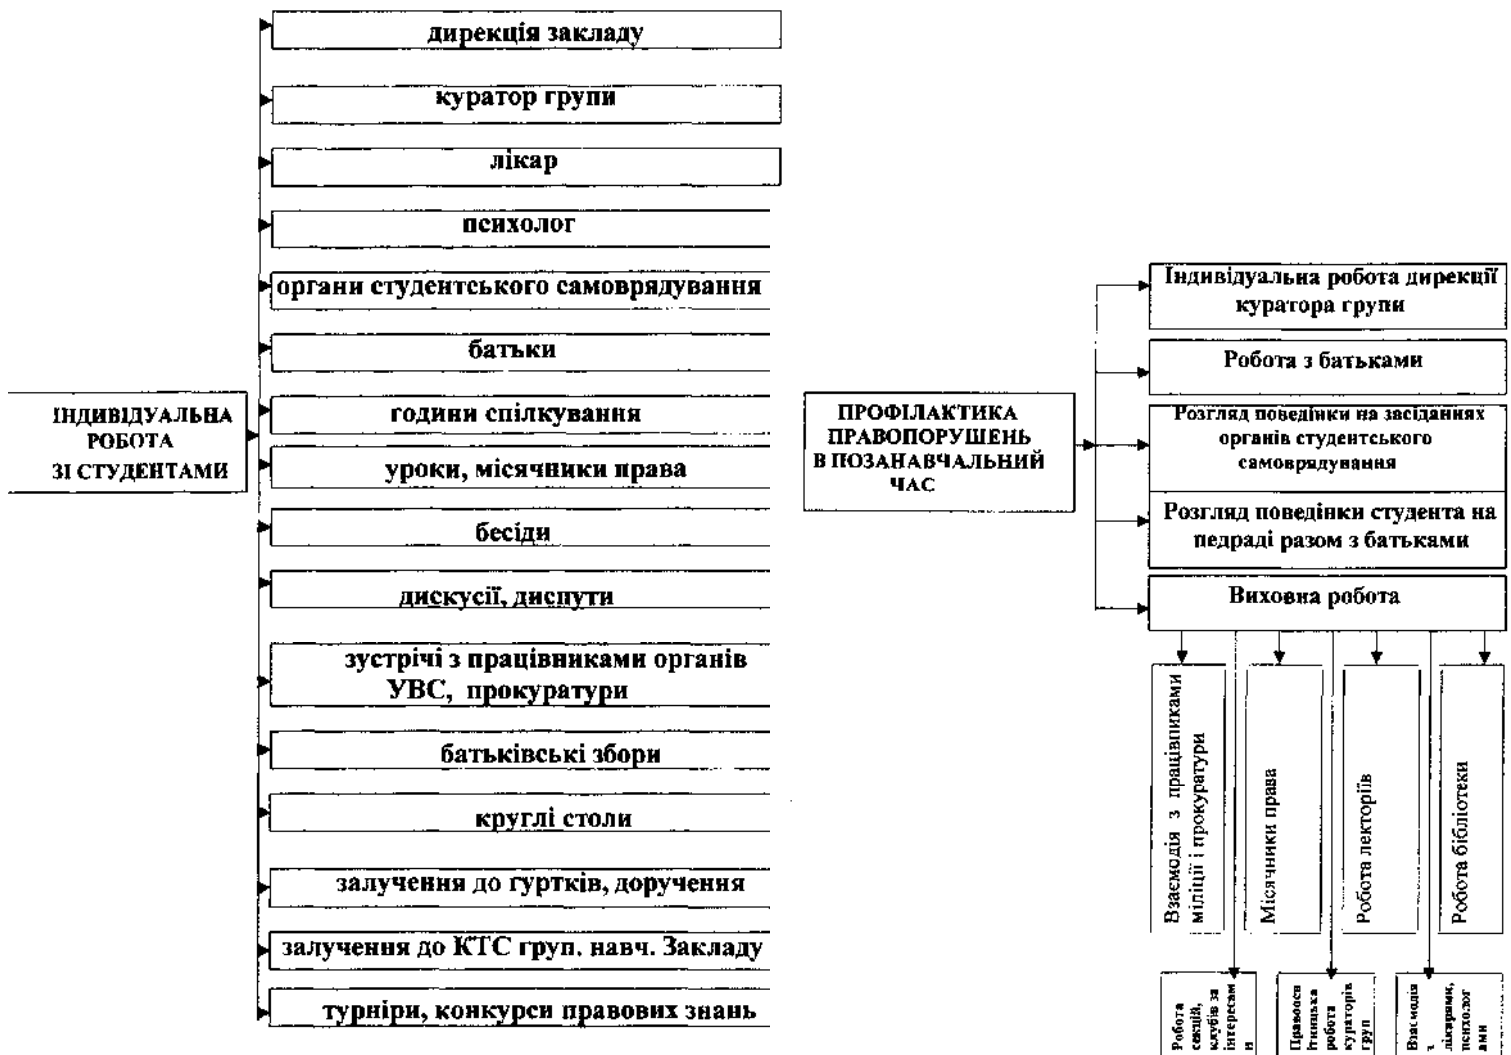 дирекція закладу
куратор групи
лікар
психолог
органи студентського самоврядування
батьки
години спілкування
уроки, місячники права
бесіди
дискусії, диспути
зустрічі з працівниками органів
УВС, прокуратури
батьківські збори
круглі столи
залучення до гуртків, доручення
залучення до КТС груп. навч. Закладу
турніри, конкурси правових знань
ІНДИВІДУАЛЬНА
РОБОТА
ЗІ СТУДЕНТАМИ
ПРОФІЛАКТИКА
ПРАВОПОРУШЕНЬ
В ПОЗАНАВЧАЛЬНИЙ
ЧАС
Індивідуальна робота дирекції
куратора групи
Робота з батьками
Розгляд поведінки на засіданнях
органів студентського
самоврядування
Розгляд поведінки студента на
педраді разом з батьками
Виховна робота
Взаємодія з працівниками
міліції і прокуратури
Місячники права
Робота лекторіїв
Робота бібліотеки
Робота
секцій,
клубів за
інтересам
и
Правоосв
ітницька
робота
кураторів
груп
Взаємодія
з
лікарями,
психолог
ами